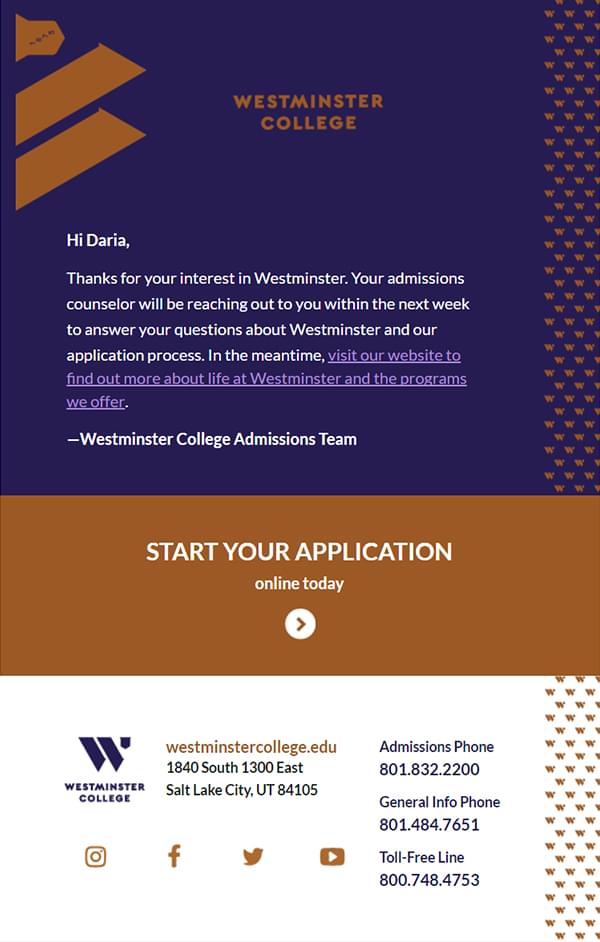 WESTMINSTER
COLLEGE
Hi Daria,
Thanks for your interest in Westminster. Your admissions
counselor will be reaching out to you within the next week
to answer your questions about Westminster and our
application process. In the meantime, visit our website to
find out more about life at Westminster and the programs
we offer.
—Westminster College Admissions Team
START YOUR APPLICATION
online today
WESTMINSTER
COLLEGE
westminstercollege.edu
1840 South 1300 East
Salt Lake City, UT 84105
Admissions Phone
801.832.2200
General Info Phone
801.484.7651
Toll-Free Line
800.748.4753